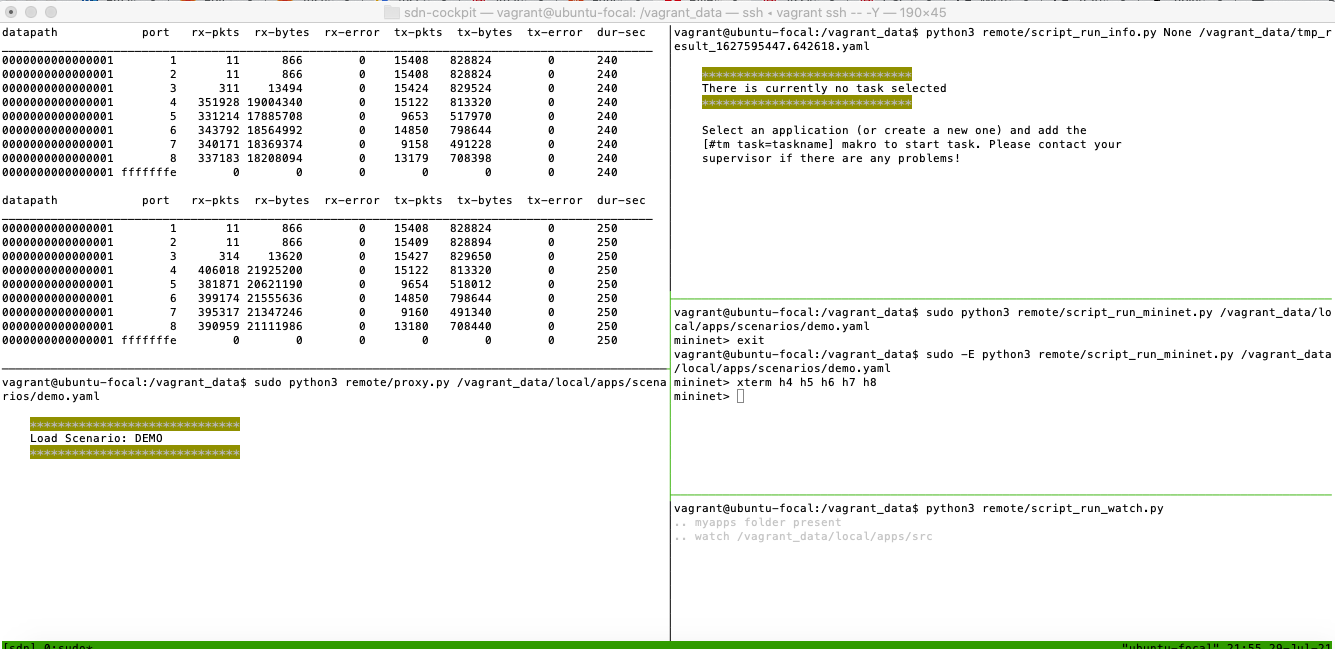 sdn-cockpit — vagrant@ubuntu-focal: /vagrant_data — ssh ◂ vagrant ssh -- -Y — 190×45
datapath port rx-pkts rx-bytes rx-error tx-pkts tx-bytes tx-error dur-sec
0000000000000001 1 11 866 0 15408 828824 0 240
0000000000000001 2 11 866 0 15408 828824 0 240
0000000000000001 3 311 13494 0 15424 829524 0 240
0000000000000001 4 351928 19004340 0 15122 813320 0 240
0000000000000001 5 331214 17885708 0 9653 517970 0 240
0000000000000001 6 343792 18564992 0 14850 798644 0 240
0000000000000001 7 340171 18369374 0 9158 491228 0 240
0000000000000001 8 337183 18208094 0 13179 708398 0 240
0000000000000001 fffffffe 0 0 0 0 0 0 240
datapath port rx-pkts rx-bytes rx-error tx-pkts tx-bytes tx-error dur-sec
0000000000000001 1 11 866 0 15408 828824 0 250
0000000000000001 2 11 866 0 15409 828894 0 250
0000000000000001 3 314 13620 0 15427 829650 0 250
0000000000000001 4 406018 21925200 0 15122 813320 0 250
0000000000000001 5 381871 20621190 0 9654 518012 0 250
0000000000000001 6 399174 21555636 0 14850 798644 0 250
0000000000000001 7 395317 21347246 0 9160 491340 0 250
0000000000000001 8 390959 21111986 0 13180 708440 0 250
0000000000000001 fffffffe 0 0 0 0 0 0 250
vagrant@ubuntu-focal:/vagrant_data$ sudo python3 remote/proxy.py /vagrant_data/local/apps/scena
rios/demo.yaml
******************************
Load Scenario: DEMO
******************************
vagrant@ubuntu-focal:/vagrant_data$ python3 remote/script_run_info.py None /vagrant_data/tmp_r
esult_1627595447.642618.yaml
******************************
There is currently no task selected
******************************
Select an application (or create a new one) and add the
[#tm task=taskname] makro to start task. Please contact your
supervisor if there are any problems!
vagrant@ubuntu-focal:/vagrant_data$ sudo python3 remote/script_run_mininet.py /vagrant_data/lo
cal/apps/scenarios/demo.yaml
mininet> exit
vagrant@ubuntu-focal:/vagrant_data$ sudo -E python3 remote/script_run_mininet.py /vagrant_data
/local/apps/scenarios/demo.yaml
mininet> xterm h4 h5 h6 h7 h8
mininet>
vagrant@ubuntu-focal:/vagrant_data$ python3 remote/script_run_watch.py
.. myapps folder present
.. watch /vagrant_data/local/apps/src
[sdn] 0:sudo* "ubuntu-focal" 21:55 29-Jul-21